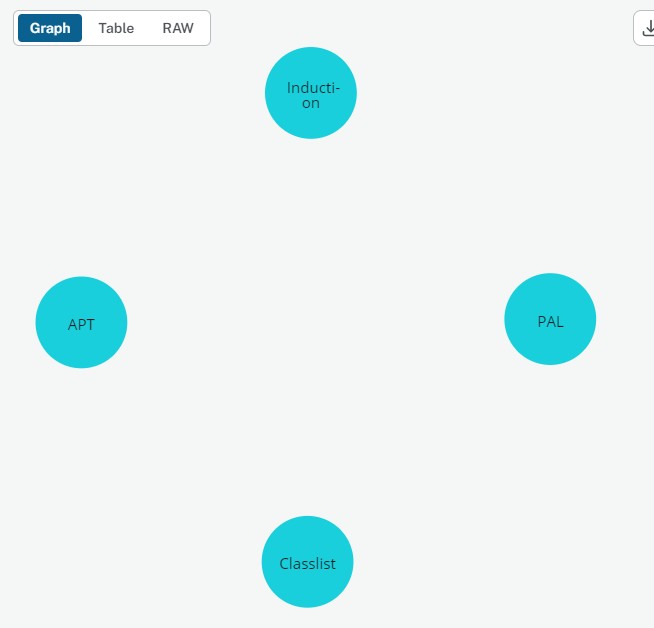 Graph Table RAW
Inducti-
on
APT
PAL
Classlist